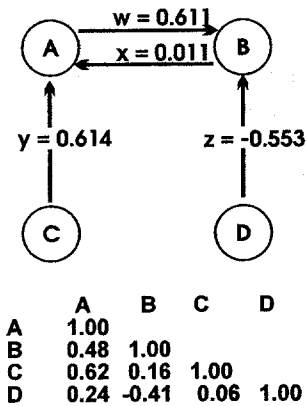 w = 0.611
A B
x = 0.011
y = 0.614 z = -0.553
C D
A B C D
A 1.00
B 0.48 1.00
C 0.62 0.16 1.00
D 0.24 -0.41 0.06 1.00